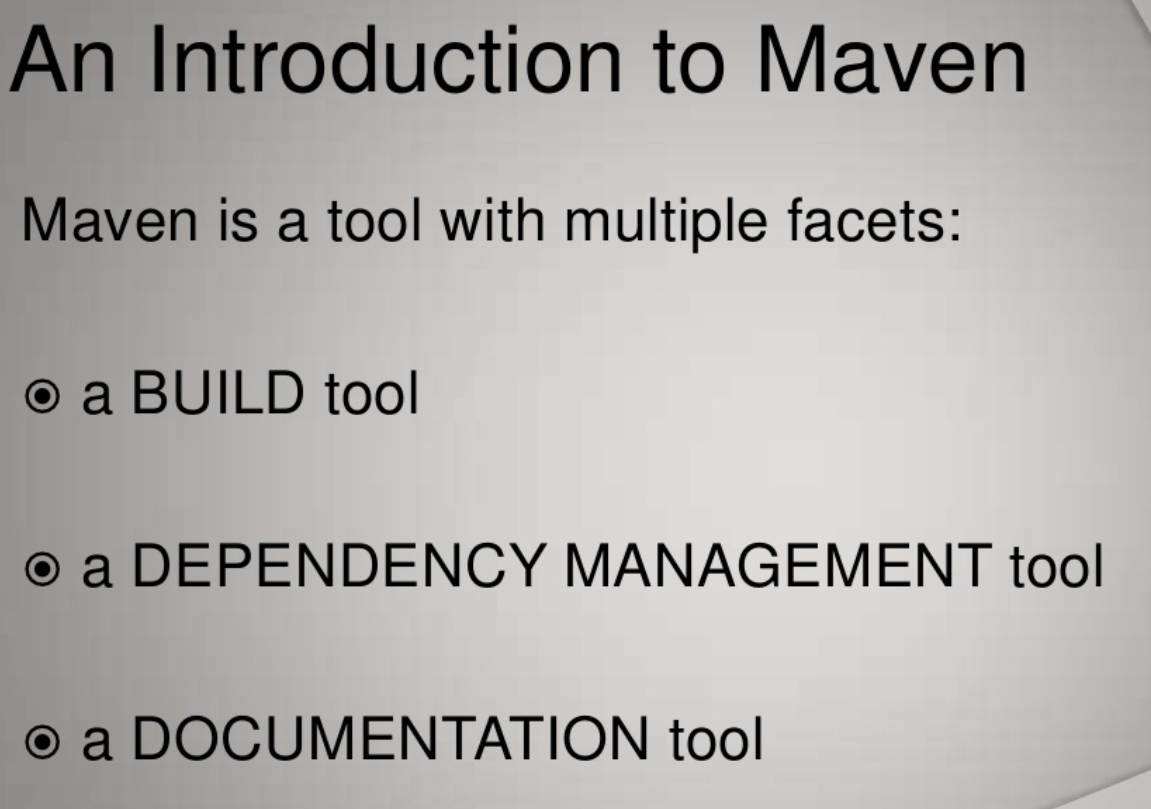 An Introduction to Maven
Maven is a tool with multiple facets:
a BUILD tool
a DEPENDENCY MANAGEMENT tool
a DOCUMENTATION tool